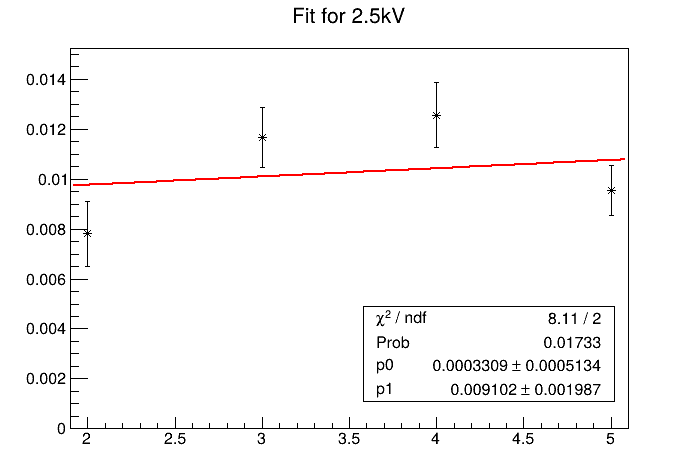 Fit for 2.5kV
0.014
0.012
0.01
0.008
0.006
0.004
0.002
0
χ² / ndf 8.11 / 2
Prob 0.01733
p0 0.0003309 ± 0.0005134
p1 0.009102 ± 0.001987
2 2.5 3 3.5 4 4.5 5